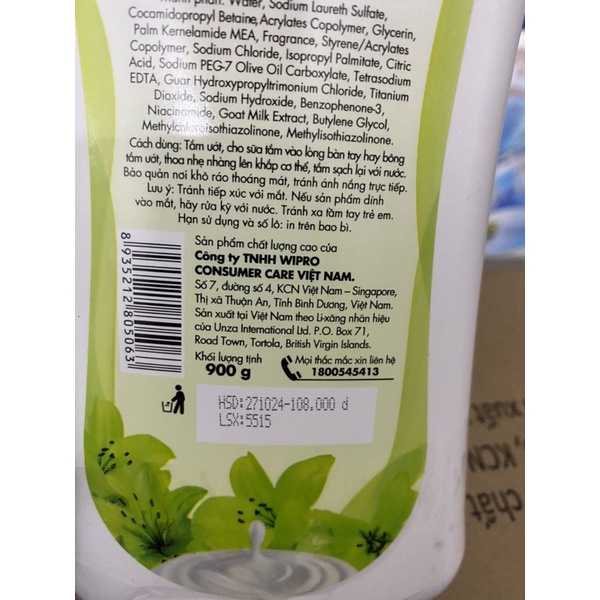 Thành phần: Water, Sodium Laureth Sulfate,
Cocamidopropyl Betaine, Acrylates Copolymer, Glycerin,
Palm Kernelamide MEA, Fragrance, Styrene/Acrylates
Copolymer, Sodium Chloride, Isopropyl Palmitate, Citric
Acid, Sodium PEG-7 Olive Oil Carboxylate, Tetrasodium
EDTA, Guar Hydroxypropyltrimonium Chloride, Titanium
Dioxide, Sodium Hydroxide, Benzophenone-3,
Niacinamide, Goat Milk Extract, Butylene Glycol,
Methylchloroisothiazolinone, Methylisothiazolinone.
Cách dùng: Tắm ướt, cho sữa tắm vào lòng bàn tay hay bông
tắm ướt, thoa nhẹ nhàng lên khắp cơ thể, tắm sạch lại với nước.
Bảo quản nơi khô ráo thoáng mát, tránh ánh nắng trực tiếp.
Lưu ý: Tránh tiếp xúc với mắt. Nếu sản phẩm dính
vào mắt, hãy rửa kỹ với nước. Tránh xa tầm tay trẻ em.
Hạn sử dụng và số lô: in trên bao bì.
Sản phẩm chất lượng cao của
Công ty TNHH WIPRO
CONSUMER CARE VIỆT NAM.
Số 7, đường số 4, KCN Việt Nam – Singapore,
Thị xã Thuận An, Tỉnh Bình Dương, Việt Nam.
Sản xuất tại Việt Nam theo Li-xăng nhãn hiệu
của Unza International Ltd. P.O. Box 71,
Road Town, Tortola, British Virgin Islands.
Khối lượng tịnh
900 g
Mọi thắc mắc xin liên hệ
1800545413
8 935212 805063
HSD:271024-108.000 đ
LSX:5515
xuất
, KCN
chất